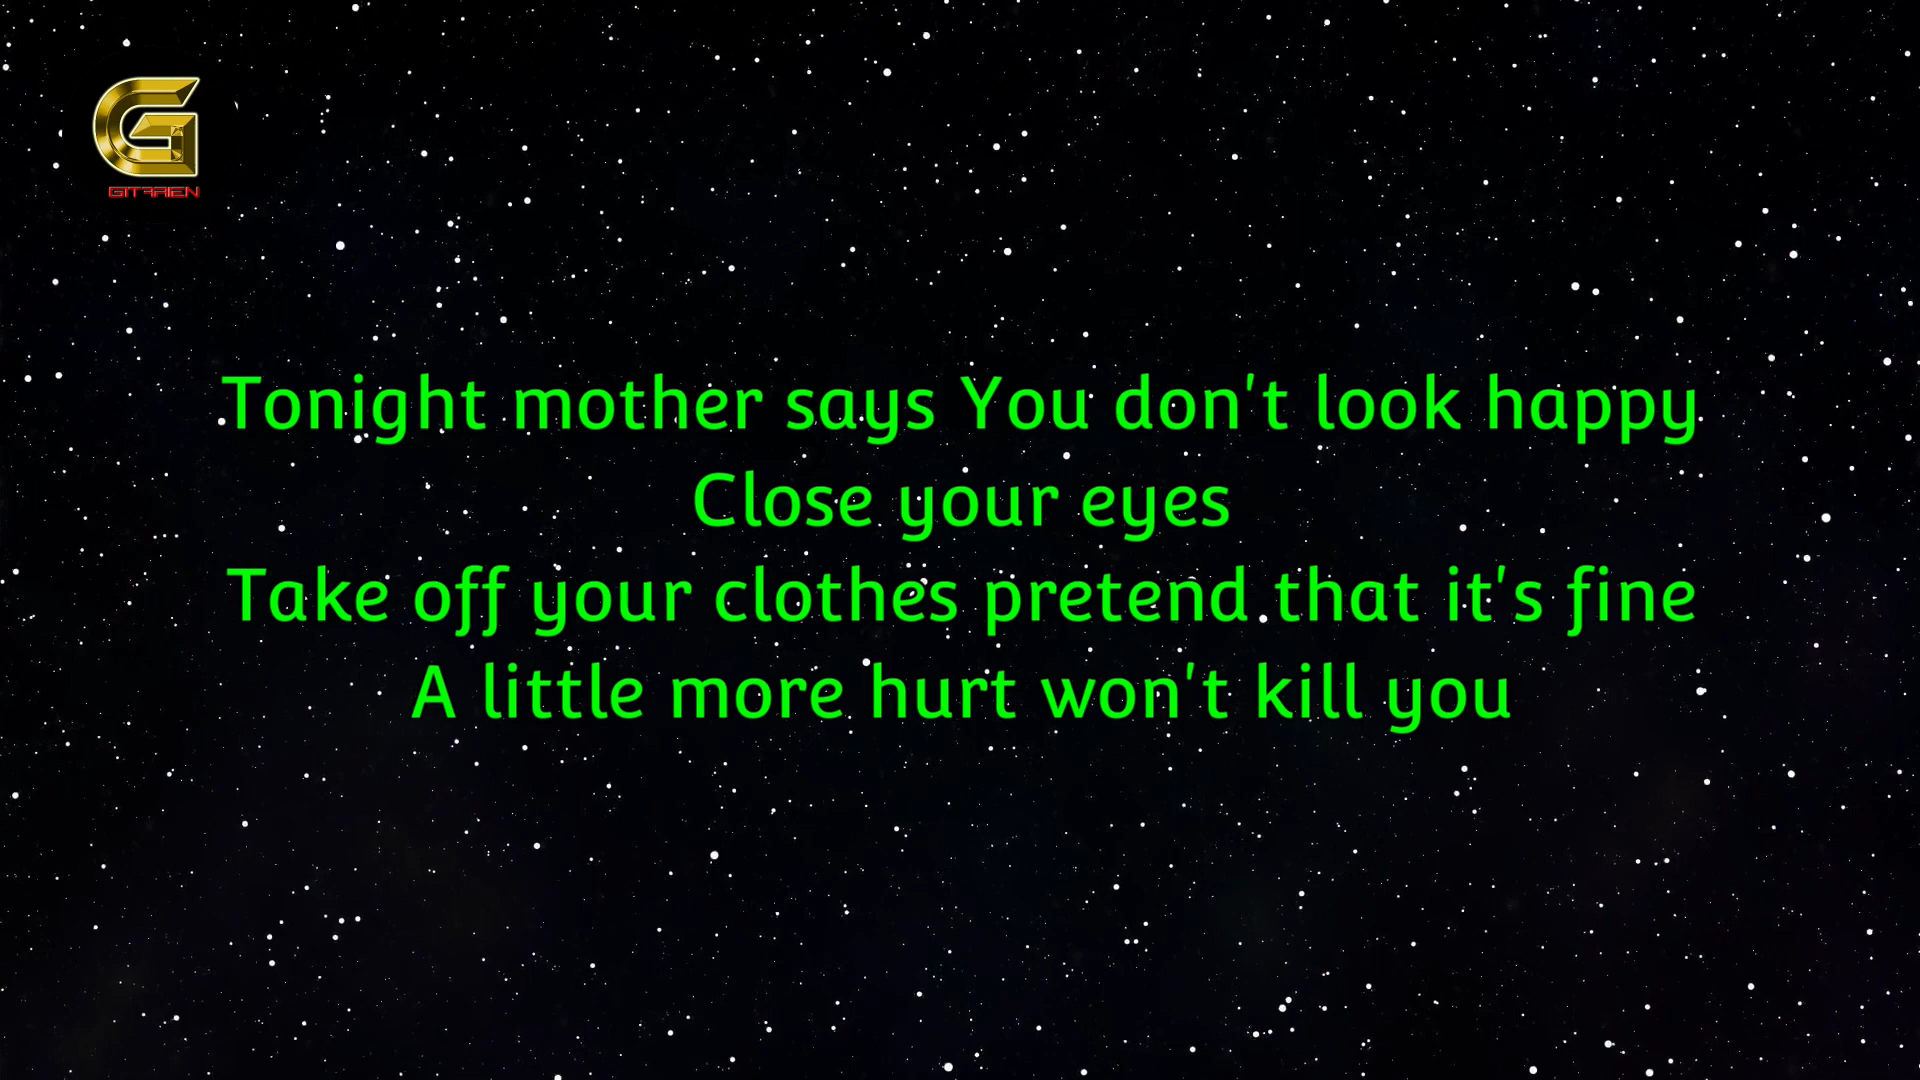 GITARIEN
Tonight mother says You don't look happy
Close your eyes
Take off your clothes pretend that it's fine
A little more hurt won't kill you